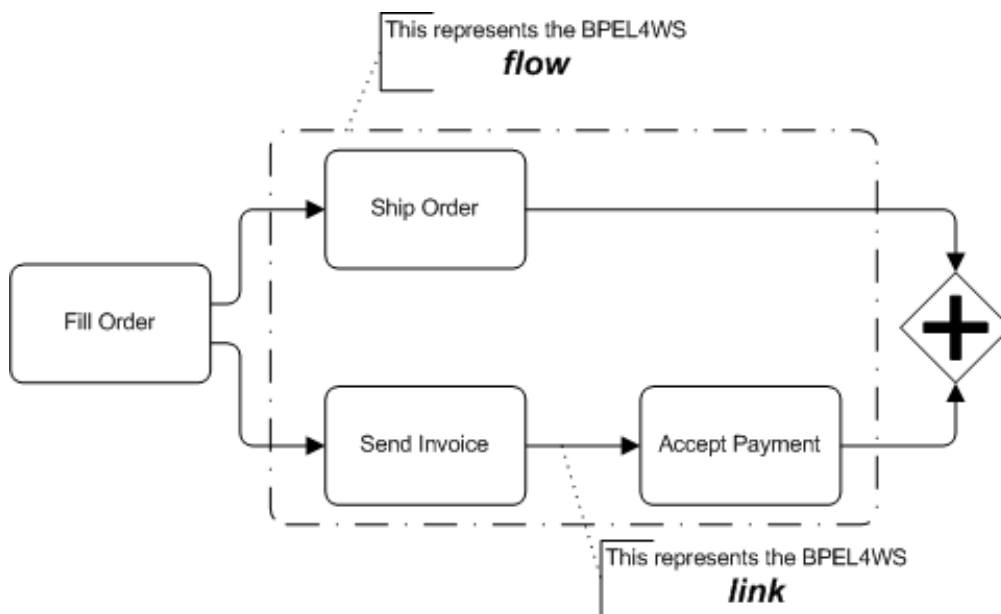 This represents the BPEL4WS
flow
Ship Order
Fill Order
Send Invoice
Accept Payment
This represents the BPEL4WS
link